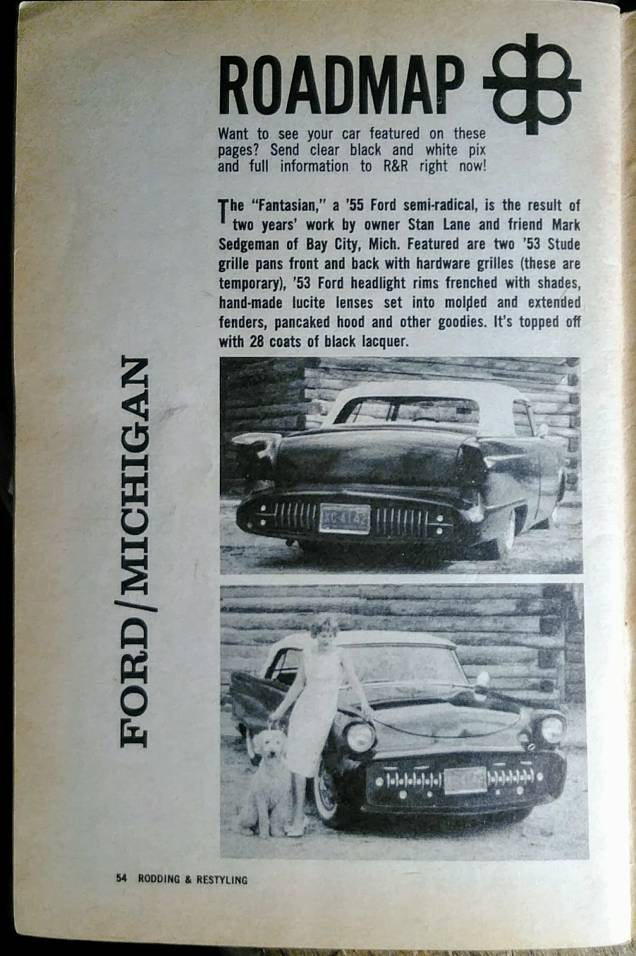 ROADMAP
Want to see your car featured on these
pages? Send clear black and white pix
and full information to R&R right now!
The "Fantasian," a '55 Ford semi-radical, is the result of
two years' work by owner Stan Lane and friend Mark
Sedgeman of Bay City, Mich. Featured are two '53 Stude
grille pans front and back with hardware grilles (these are
temporary), '53 Ford headlight rims frenched with shades,
hand-made lucite lenses set into molded and extended
fenders, pancaked hood and other goodies. It's topped off
with 28 coats of black lacquer.
FORD/MICHIGAN
54 RODDING & RESTYLING